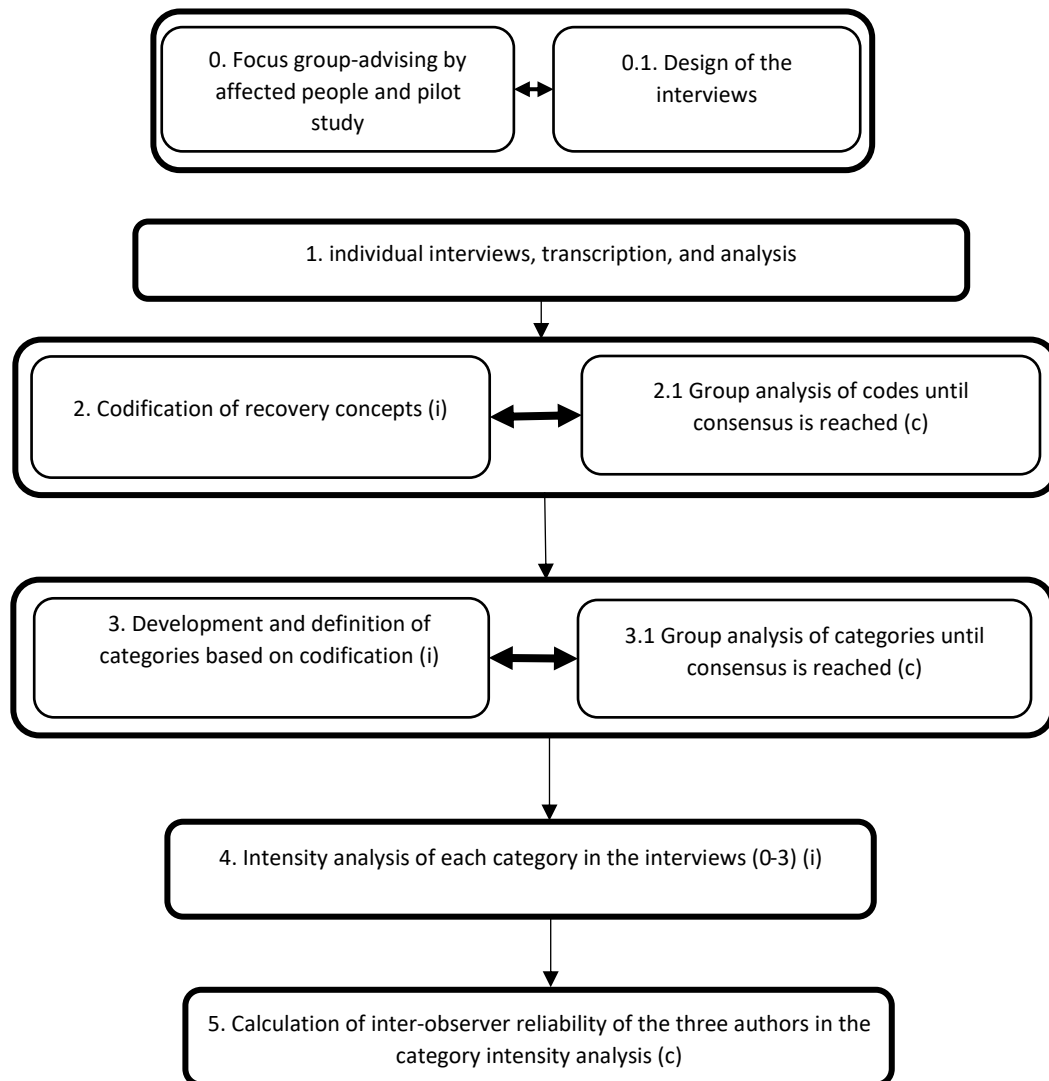 0. Focus group-advising by
affected people and pilot
study
0.1. Design of the
interviews
1. individual interviews, transcription, and analysis
2. Codification of recovery concepts (i)
2.1 Group analysis of codes until
consensus is reached (c)
3. Development and definition of
categories based on codification (i)
3.1 Group analysis of categories until
consensus is reached (c)
4. Intensity analysis of each category in the interviews (0-3) (i)
5. Calculation of inter-observer reliability of the three authors in the
category intensity analysis (c)